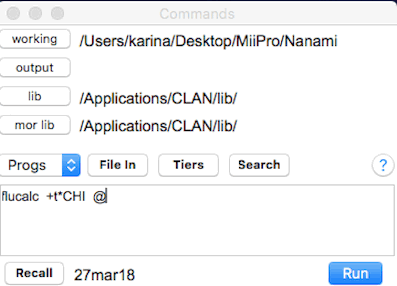 Commands
working /Users/karina/Desktop/MiiPro/Nanami
output
lib /Applications/CLAN/lib/
mor lib /Applications/CLAN/lib/
Progs File In Tiers Search ?
flucalc +t*CHI @
Recall 27mar18 Run